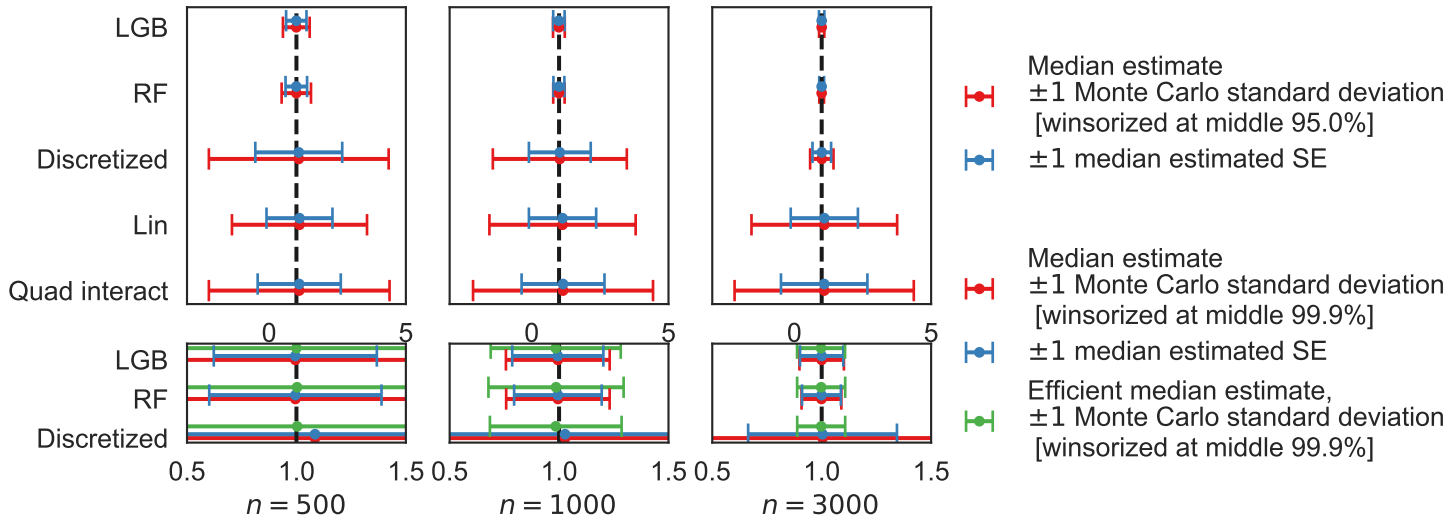 LGB
RF
Discretized
Lin
Quad interact
0 5 0 5 0 5
LGB
RF
Discretized
0.5 1.0 1.5 0.5 1.0 1.5 0.5 1.0 1.5
n = 500 n = 1000 n = 3000
Median estimate
±1 Monte Carlo standard deviation
[winsorized at middle 95.0%]
±1 median estimated SE
Median estimate
±1 Monte Carlo standard deviation
[winsorized at middle 99.9%]
±1 median estimated SE
Efficient median estimate,
±1 Monte Carlo standard deviation
[winsorized at middle 99.9%]